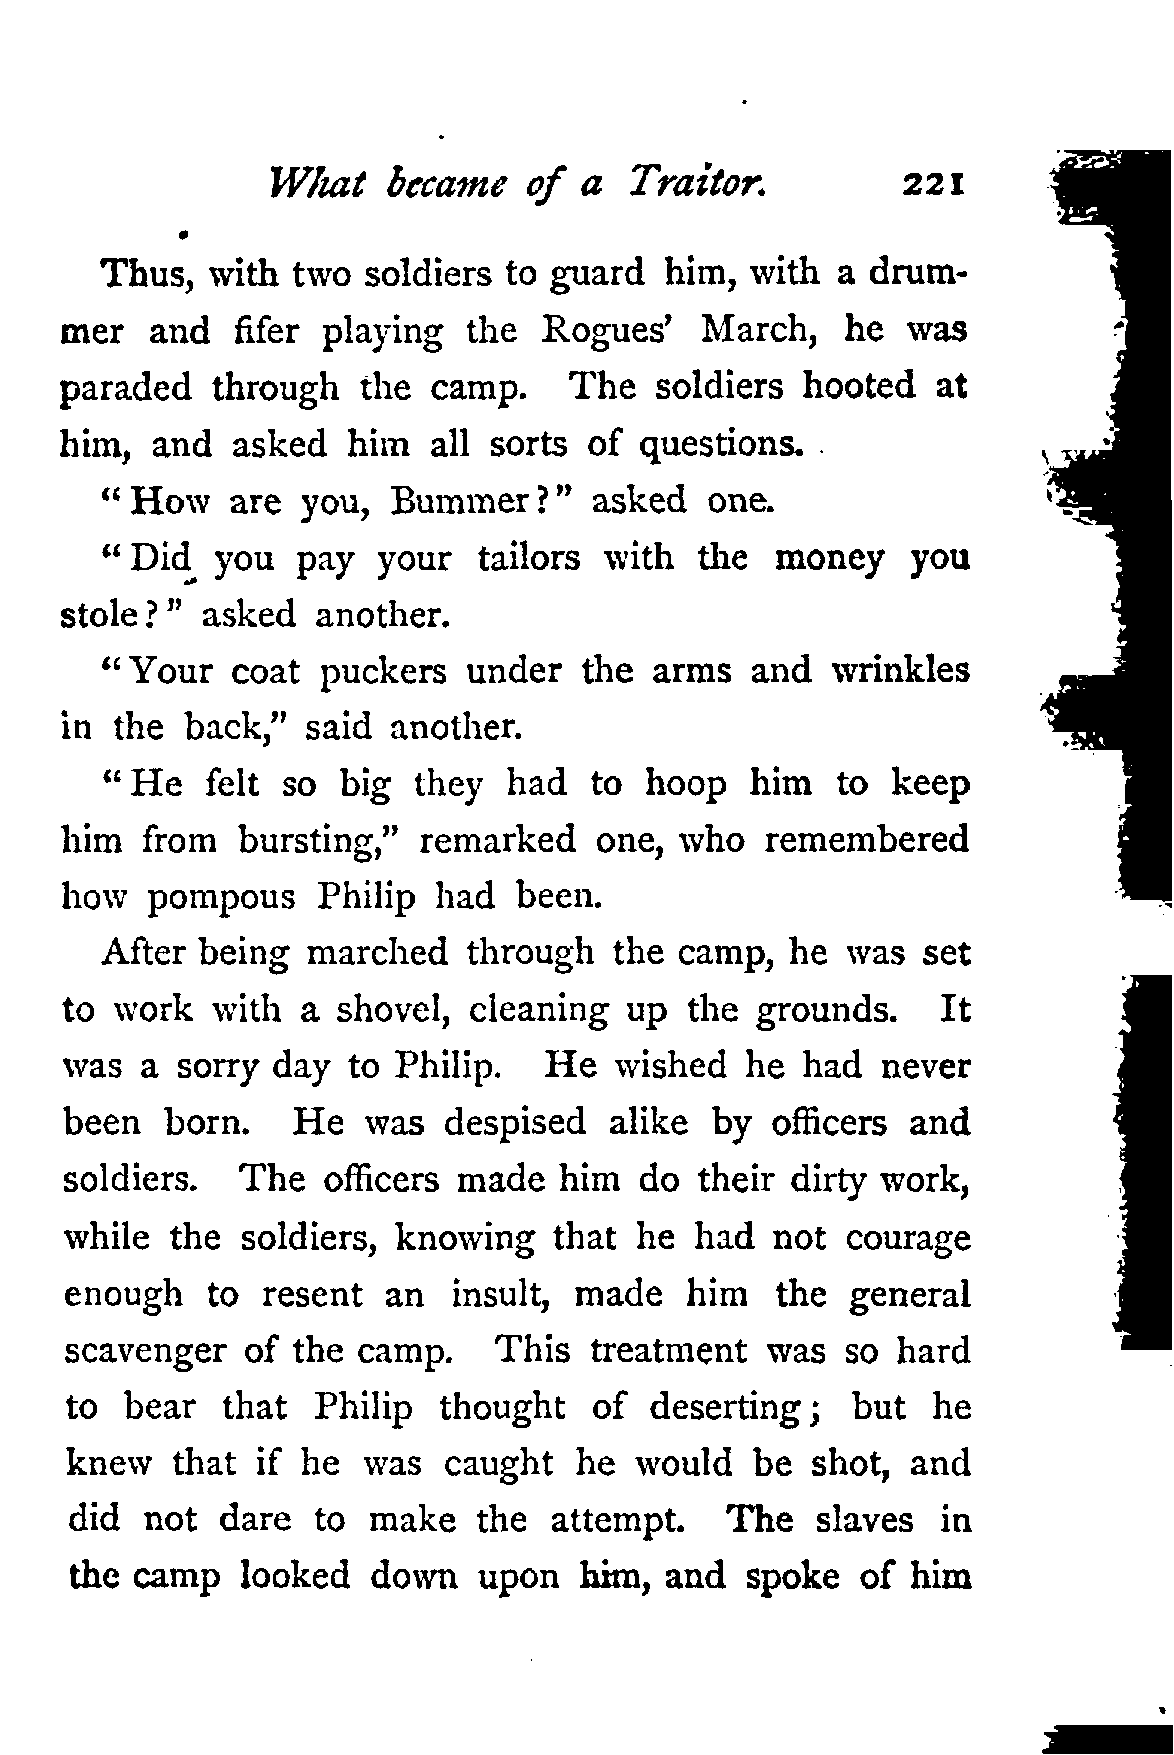 What became of a Traitor. 221
Thus, with two soldiers to guard him, with a drum-
mer and fifer playing the Rogues' March, he was
paraded through the camp. The soldiers hooted at
him, and asked him all sorts of questions.
"How are you, Bummer?" asked one.
"Did you pay your tailors with the money you
stole?" asked another.
"Your coat puckers under the arms and wrinkles
in the back," said another.
"He felt so big they had to hoop him to keep
him from bursting," remarked one, who remembered
how pompous Philip had been.
After being marched through the camp, he was set
to work with a shovel, cleaning up the grounds. It
was a sorry day to Philip. He wished he had never
been born. He was despised alike by officers and
soldiers. The officers made him do their dirty work,
while the soldiers, knowing that he had not courage
enough to resent an insult, made him the general
scavenger of the camp. This treatment was so hard
to bear that Philip thought of deserting; but he
knew that if he was caught he would be shot, and
did not dare to make the attempt. The slaves in
the camp looked down upon him, and spoke of him